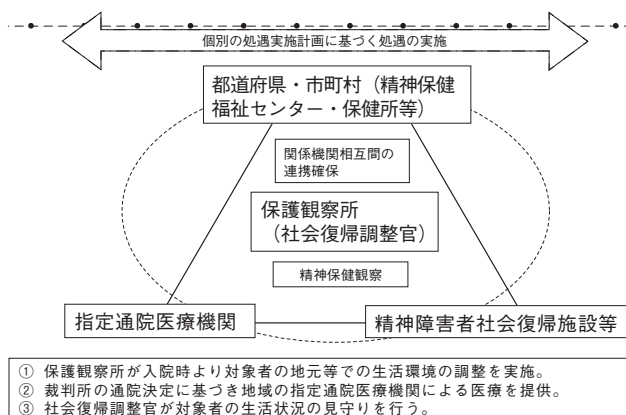 個別の処遇実施計画に基づく処遇の実施
都道府県・市町村（精神保健
福祉センター・保健所等）
関係機関相互間の
連携確保
保護観察所
（社会復帰調整官）
精神保健観察
指定通院医療機関
精神障害者社会復帰施設等
① 保護観察所が入院時より対象者の地元等での生活環境の調整を実施。
② 裁判所の通院決定に基づき地域の指定通院医療機関による医療を提供。
③ 社会復帰調整官が対象者の生活状況の見守りを行う。